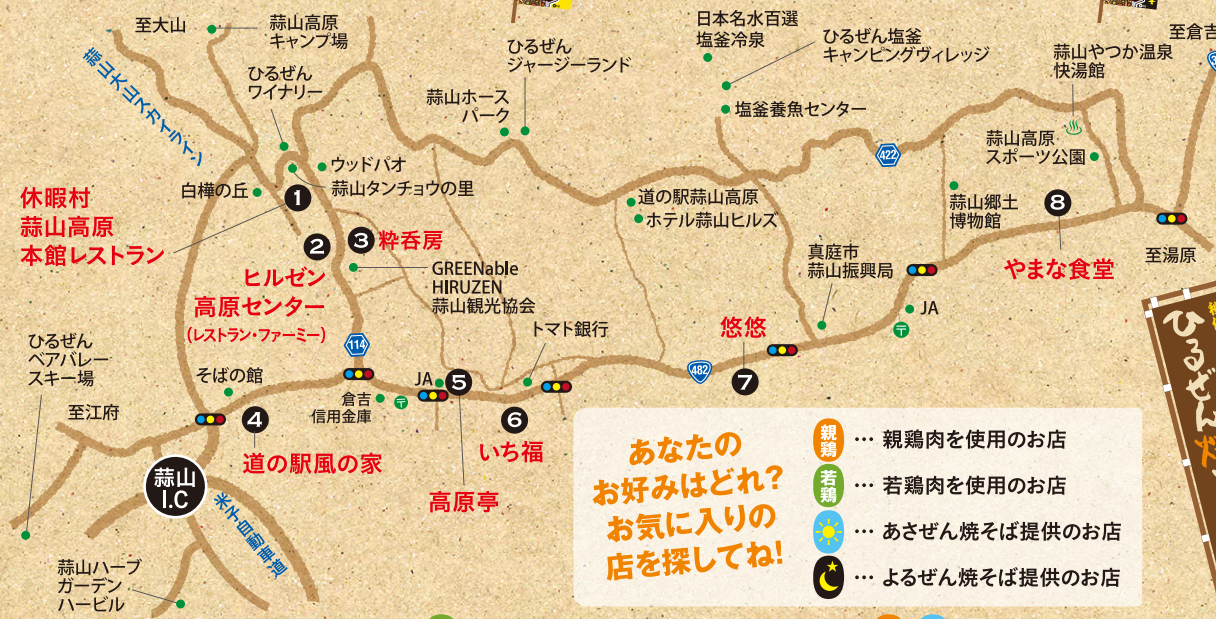 至大山
蒜山高原
キャンプ場
蒜山大山スカイライン
ひるぜん
ワイナリー
ひるぜん
ジャージーランド
蒜山ホース
パーク
日本名水百選
塩釜冷泉
ひるぜん塩釜
キャンピングヴィレッジ
塩釜養魚センター
至倉吉
蒜山やつか温泉
快湯館
422
蒜山高原
スポーツ公園
ウッドパオ
蒜山タンチョウの里
白樺の丘
1
休暇村
蒜山高原
本館レストラン
2
ヒルゼン
高原センター
(レストラン・ファーミー)
3
粋呑房
GREENable
HIRUZEN
蒜山観光協会
道の駅蒜山高原
ホテル蒜山ヒルズ
蒜山郷土
博物館
8
やまな食堂
至湯原
真庭市
蒜山振興局
JA
〒
悠悠
7
482
トマト銀行
114
JA
5
高原亭
6
いち福
倉吉
信用金庫
〒
ひるぜん
ベアバレー
スキー場
至江府
そばの館
4
道の駅風の家
蒜山
I.C
米子自動車道
蒜山ハーブ
ガーデン
ハービル
あなたの
お好みはどれ?
お気に入りの
店を探してね!
親鶏 … 親鶏肉を使用のお店
若鶏 … 若鶏肉を使用のお店
… あさぜん焼そば提供のお店
… よるぜん焼そば提供のお店
ひるぜん焼